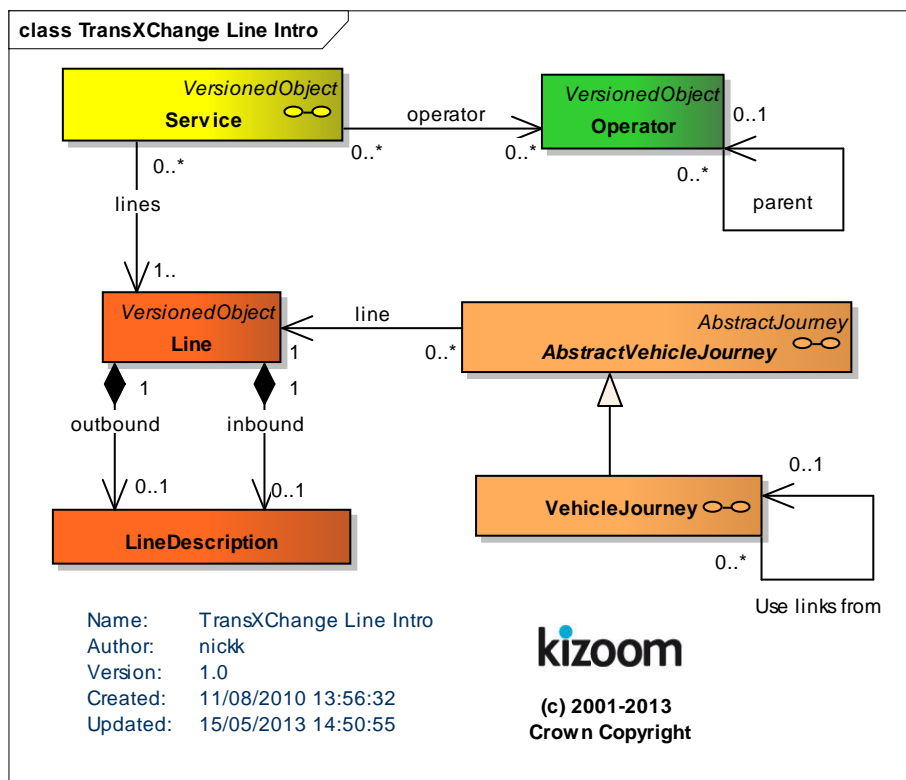 class TransXChange Line Intro
VersionedObject
Service
operator
0..*
0..*
VersionedObject
Operator
0..1
0..*
parent
0..*
lines
1..
VersionedObject
Line
1
line
0..*
AbstractJourney
AbstractVehicleJourney
1
1
outbound
inbound
0..1
0..1
LineDescription
VehicleJourney
0..1
0..*
Use links from
Name: TransXChange Line Intro
Author: nickk
Version: 1.0
Created: 11/08/2010 13:56:32
Updated: 15/05/2013 14:50:55
kizoom
(c) 2001-2013
Crown Copyright